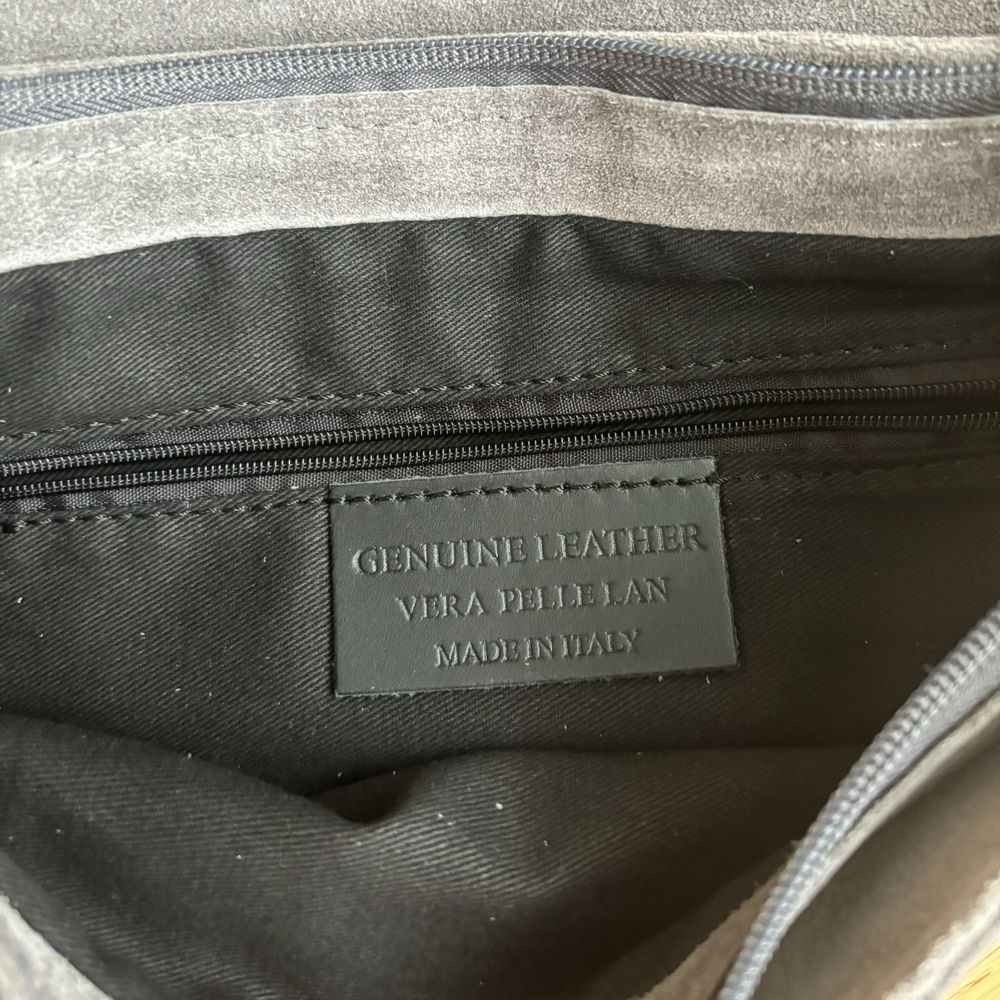 GENUINE LEATHER
VERA PELLE LAN
MADE IN ITALY